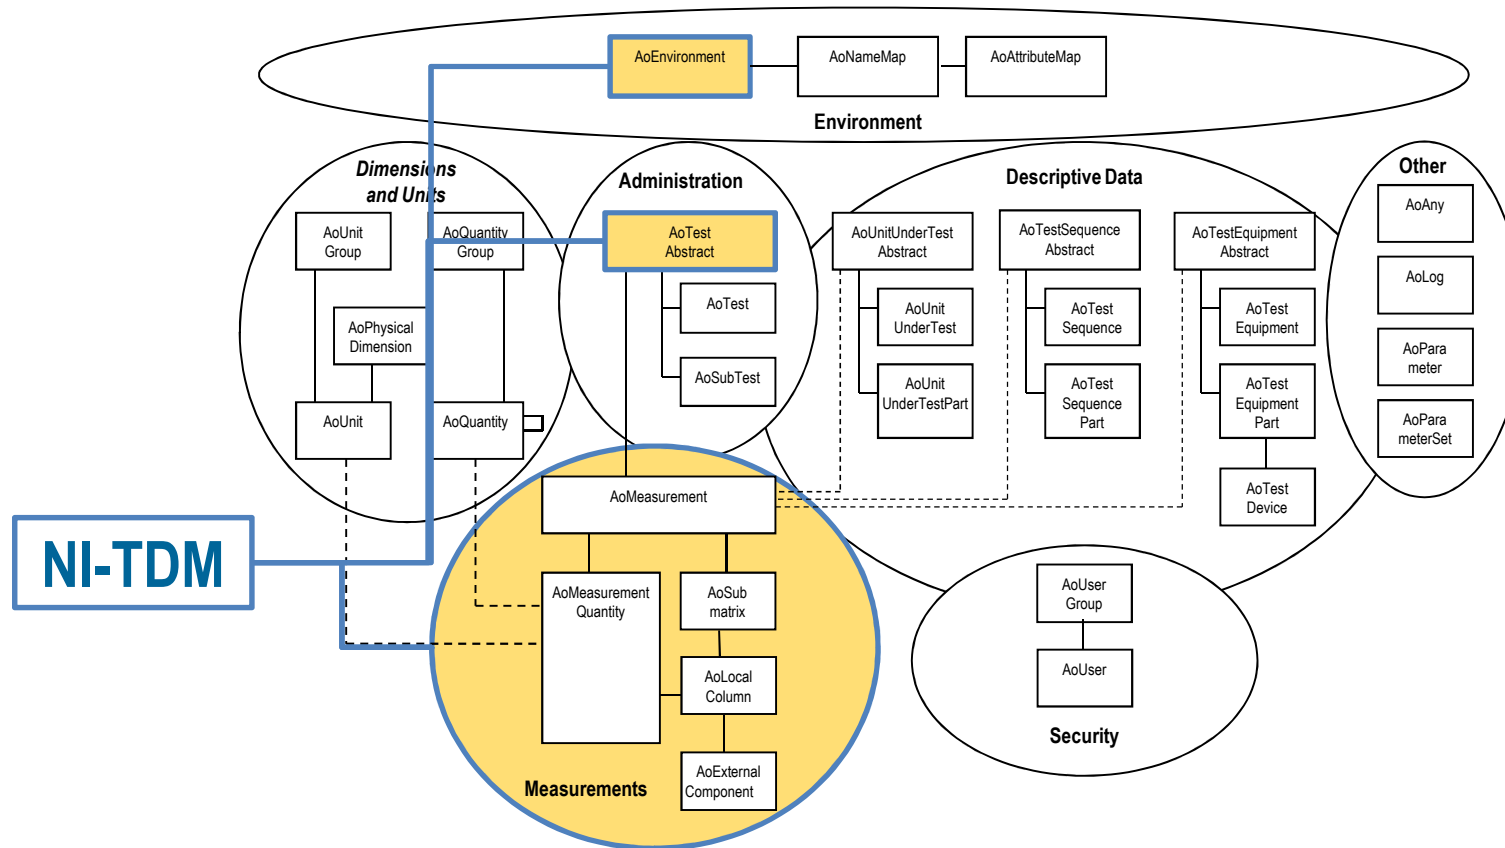 AoEnvironment
AoNameMap
AoAttributeMap
Environment
Dimensions
and Units
AoUnit
Group
AoQuantity
Group
AoPhysical
Dimension
AoUnit
AoQuantity
Administration
AoTest
Abstract
AoTest
AoSubTest
Descriptive Data
AoUnitUnderTest
Abstract
AoUnit
UnderTest
AoUnit
UnderTestPart
AoTestSequence
Abstract
AoTest
Sequence
AoTest
Sequence
Part
AoTestEquipment
Abstract
AoTest
Equipment
AoTest
Equipment
Part
AoTest
Device
Other
AoAny
AoLog
AoPara
meter
AoPara
meterSet
NI-TDM
AoMeasurement
AoMeasurement
Quantity
AoSub
matrix
AoLocal
Column
AoExternal
Component
Measurements
AoUser
Group
AoUser
Security